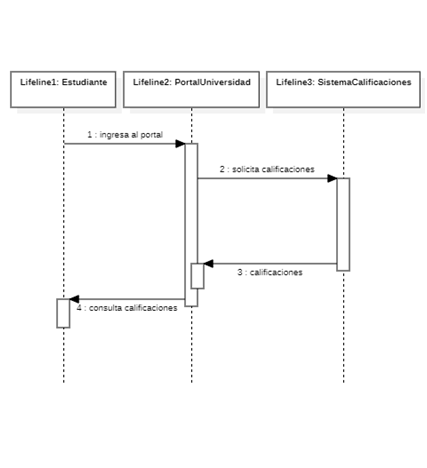 Lifeline1: Estudiante
Lifeline2: PortalUniversidad
Lifeline3: SistemaCalificaciones
1 : ingresa al portal
2 : solicita calificaciones
3 : calificaciones
4 : consulta calificaciones